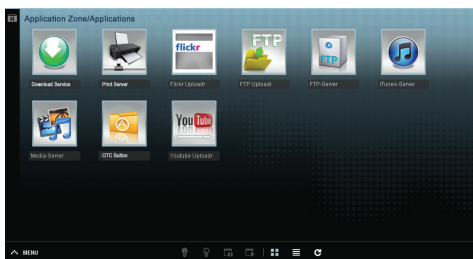 Application Zone/Applications
flickr
FTP
FTP
You Tube
Download Service
Print Server
Flickr Uploadr
FTP Uploadr
FTP-Server
iTunes-Server
Media-Server
OTC Button
Youtube Uploadr
MENU